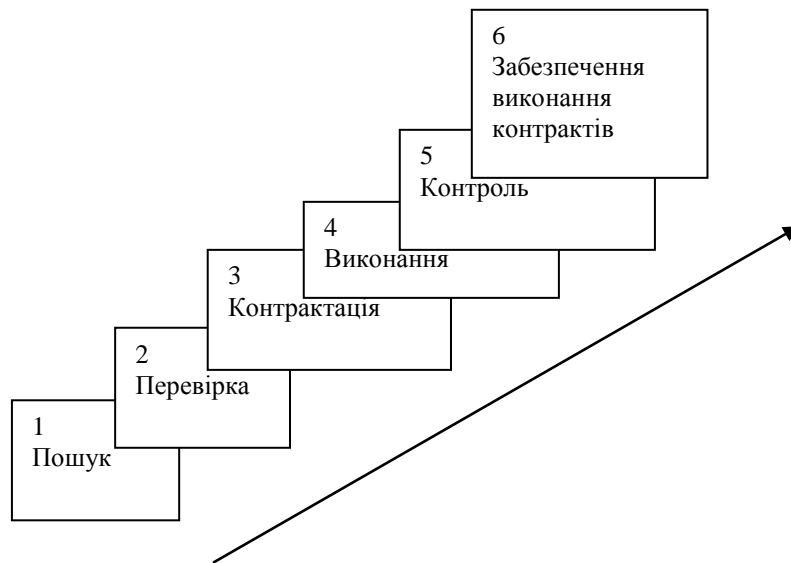 1
Пошук
2
Перевірка
3
Контрактація
4
Виконання
5
Контроль
6
Забезпечення
виконання
контрактів